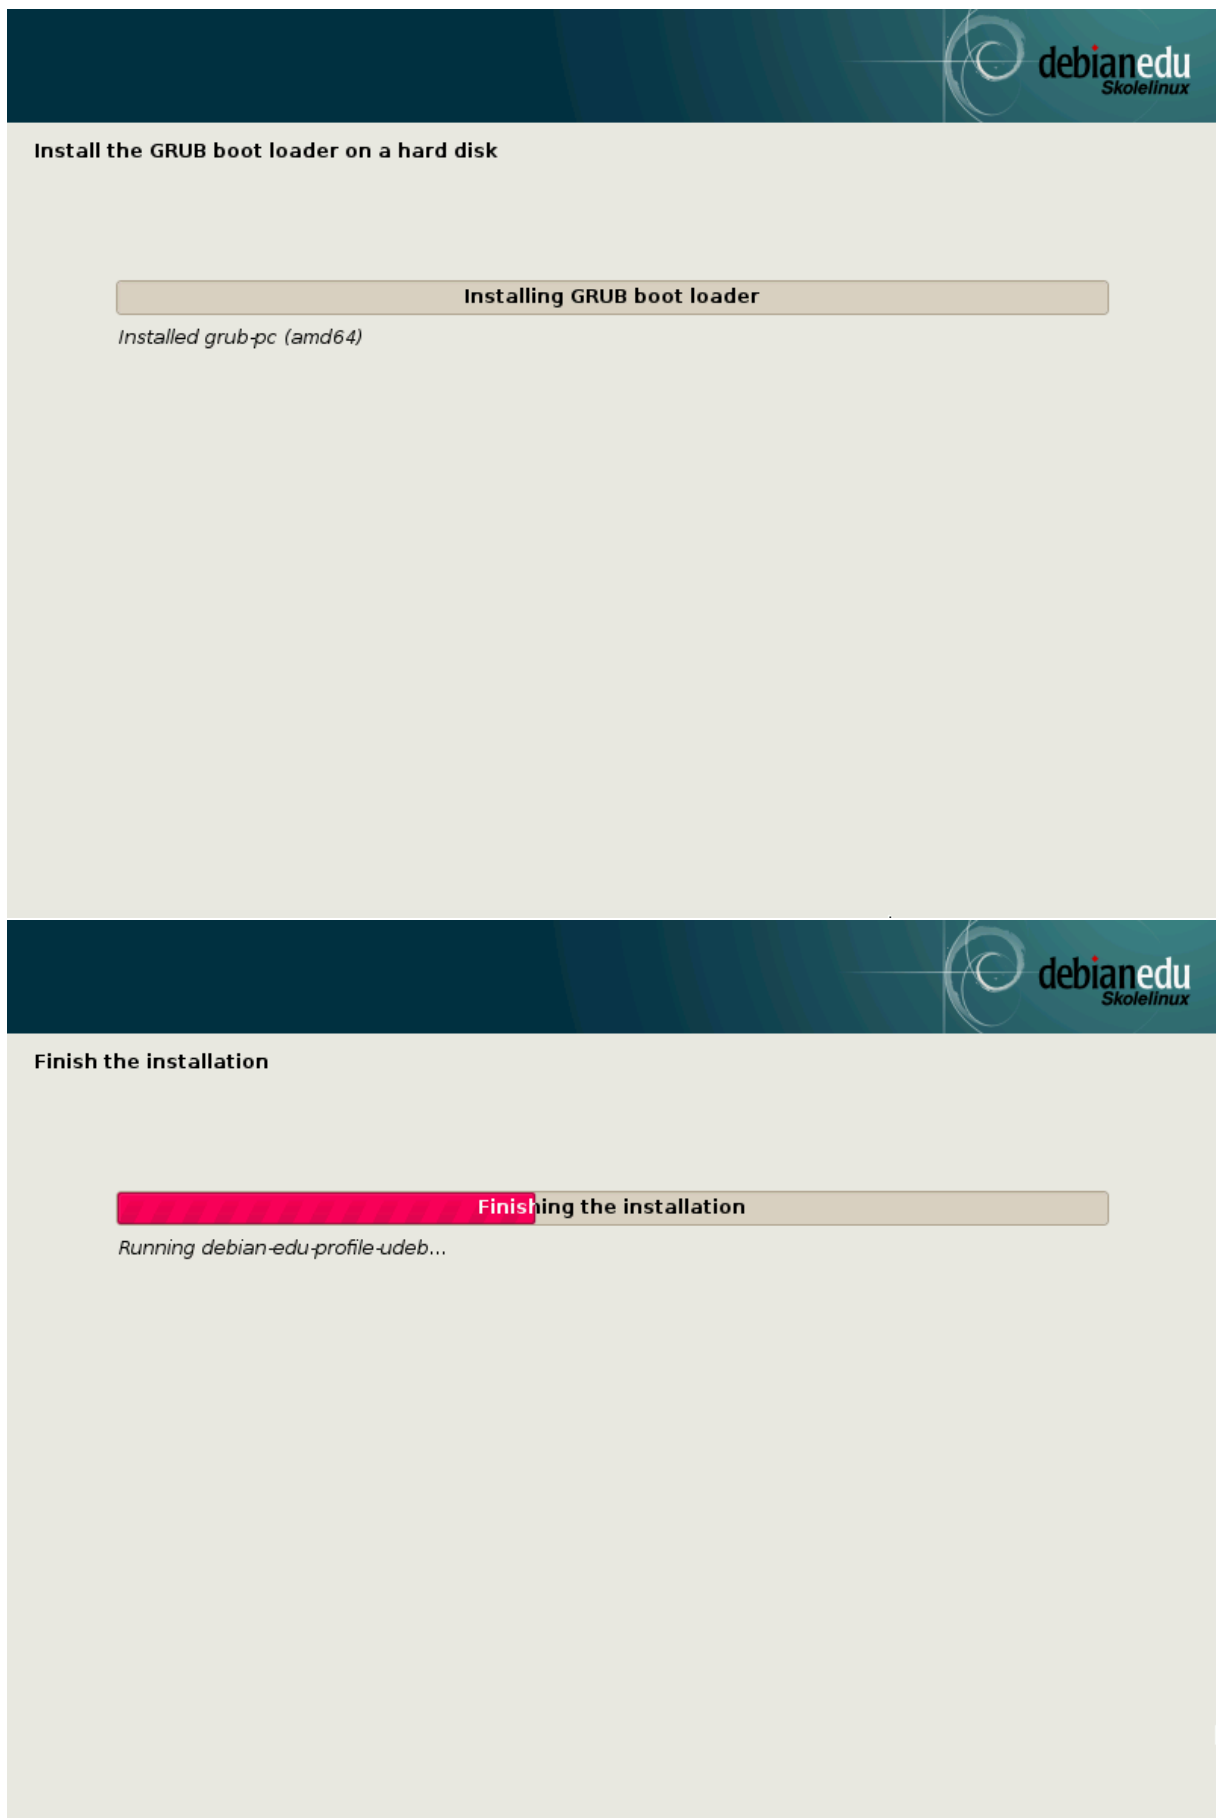 debianedu
Skolelinux
Install the GRUB boot loader on a hard disk
Installing GRUB boot loader
Installed grub-pc (amd64)
debianedu
Skolelinux
Finish the installation
Finishing the installation
Running debian-edu-profile-udeb...